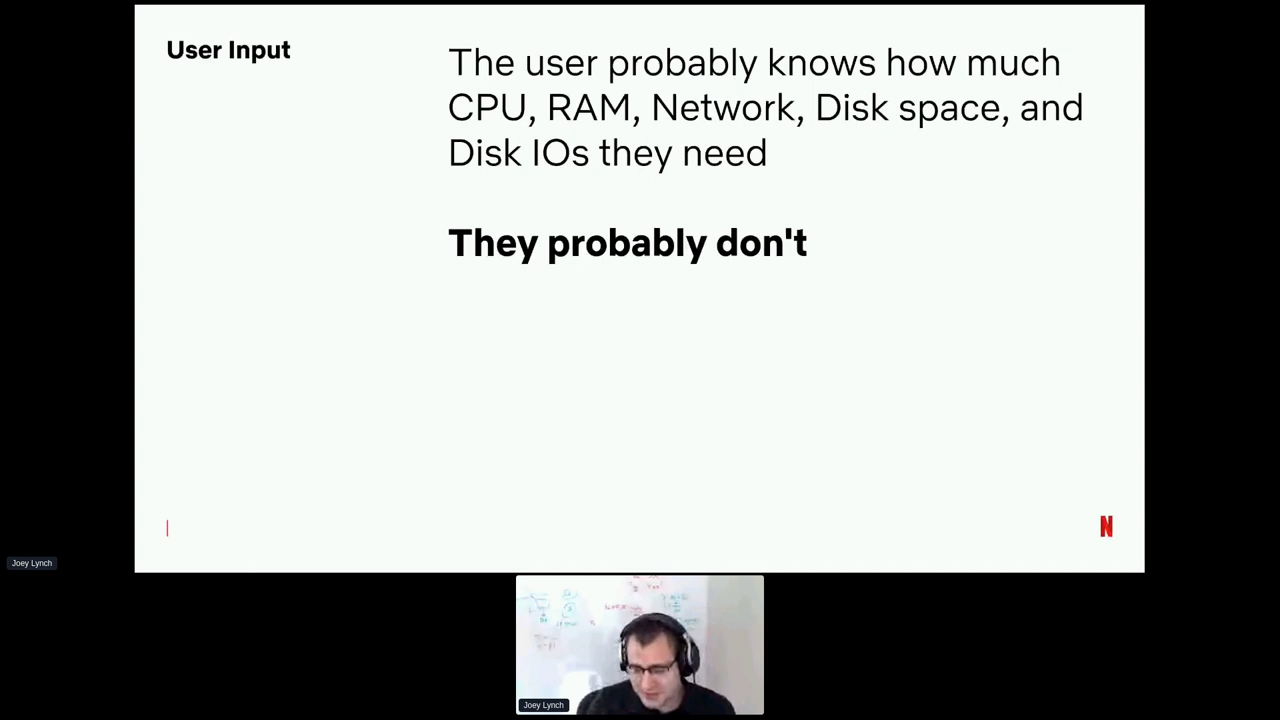 User Input
The user probably knows how much
CPU, RAM, Network, Disk space, and
Disk IOs they need
They probably don't
N
Joey Lynch
Joey Lynch